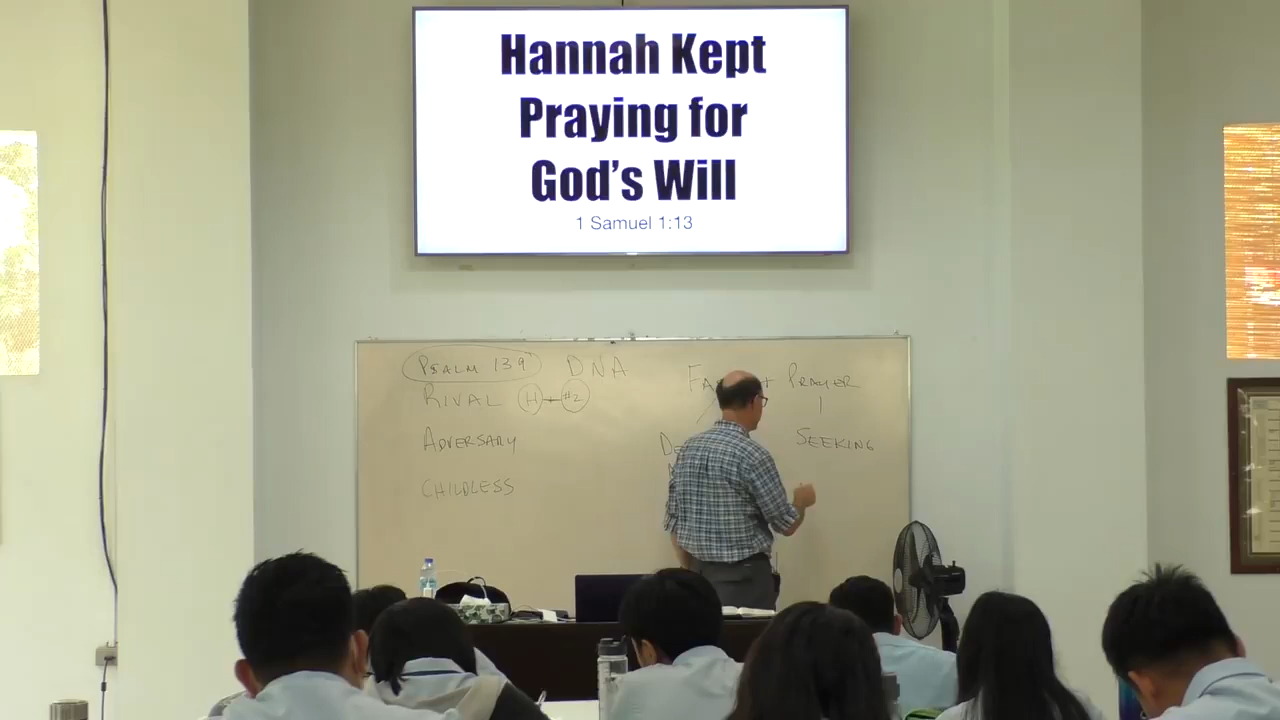 Hannah Kept
Praying for
God's Will
1 Samuel 1:13
PSALM 139 DNA
RIVAL H #2
ADVERSARY
CHILDLESS
PRAYER
SEEKING